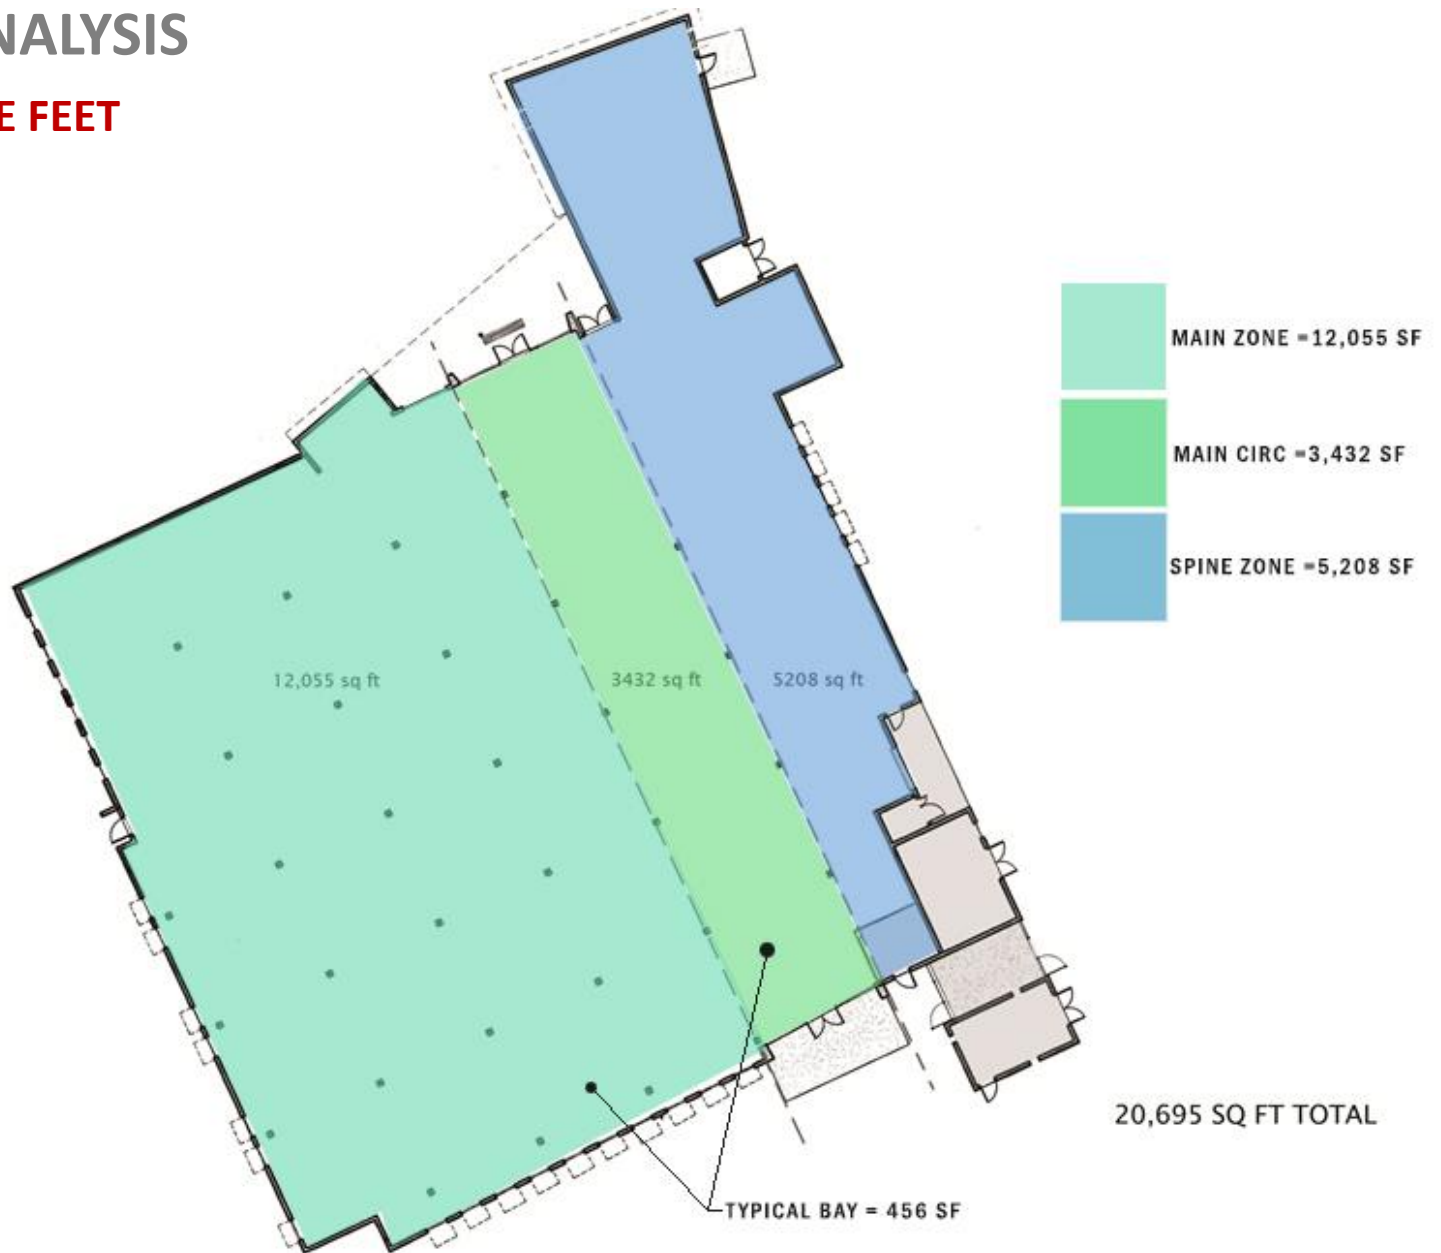 NALYSIS
E FEET
MAIN ZONE =12,055 SF
MAIN CIRC =3,432 SF
SPINE ZONE =5,208 SF
12,055 sq ft
3432 sq ft
5208 sq ft
20,695 SQ FT TOTAL
TYPICAL BAY = 456 SF